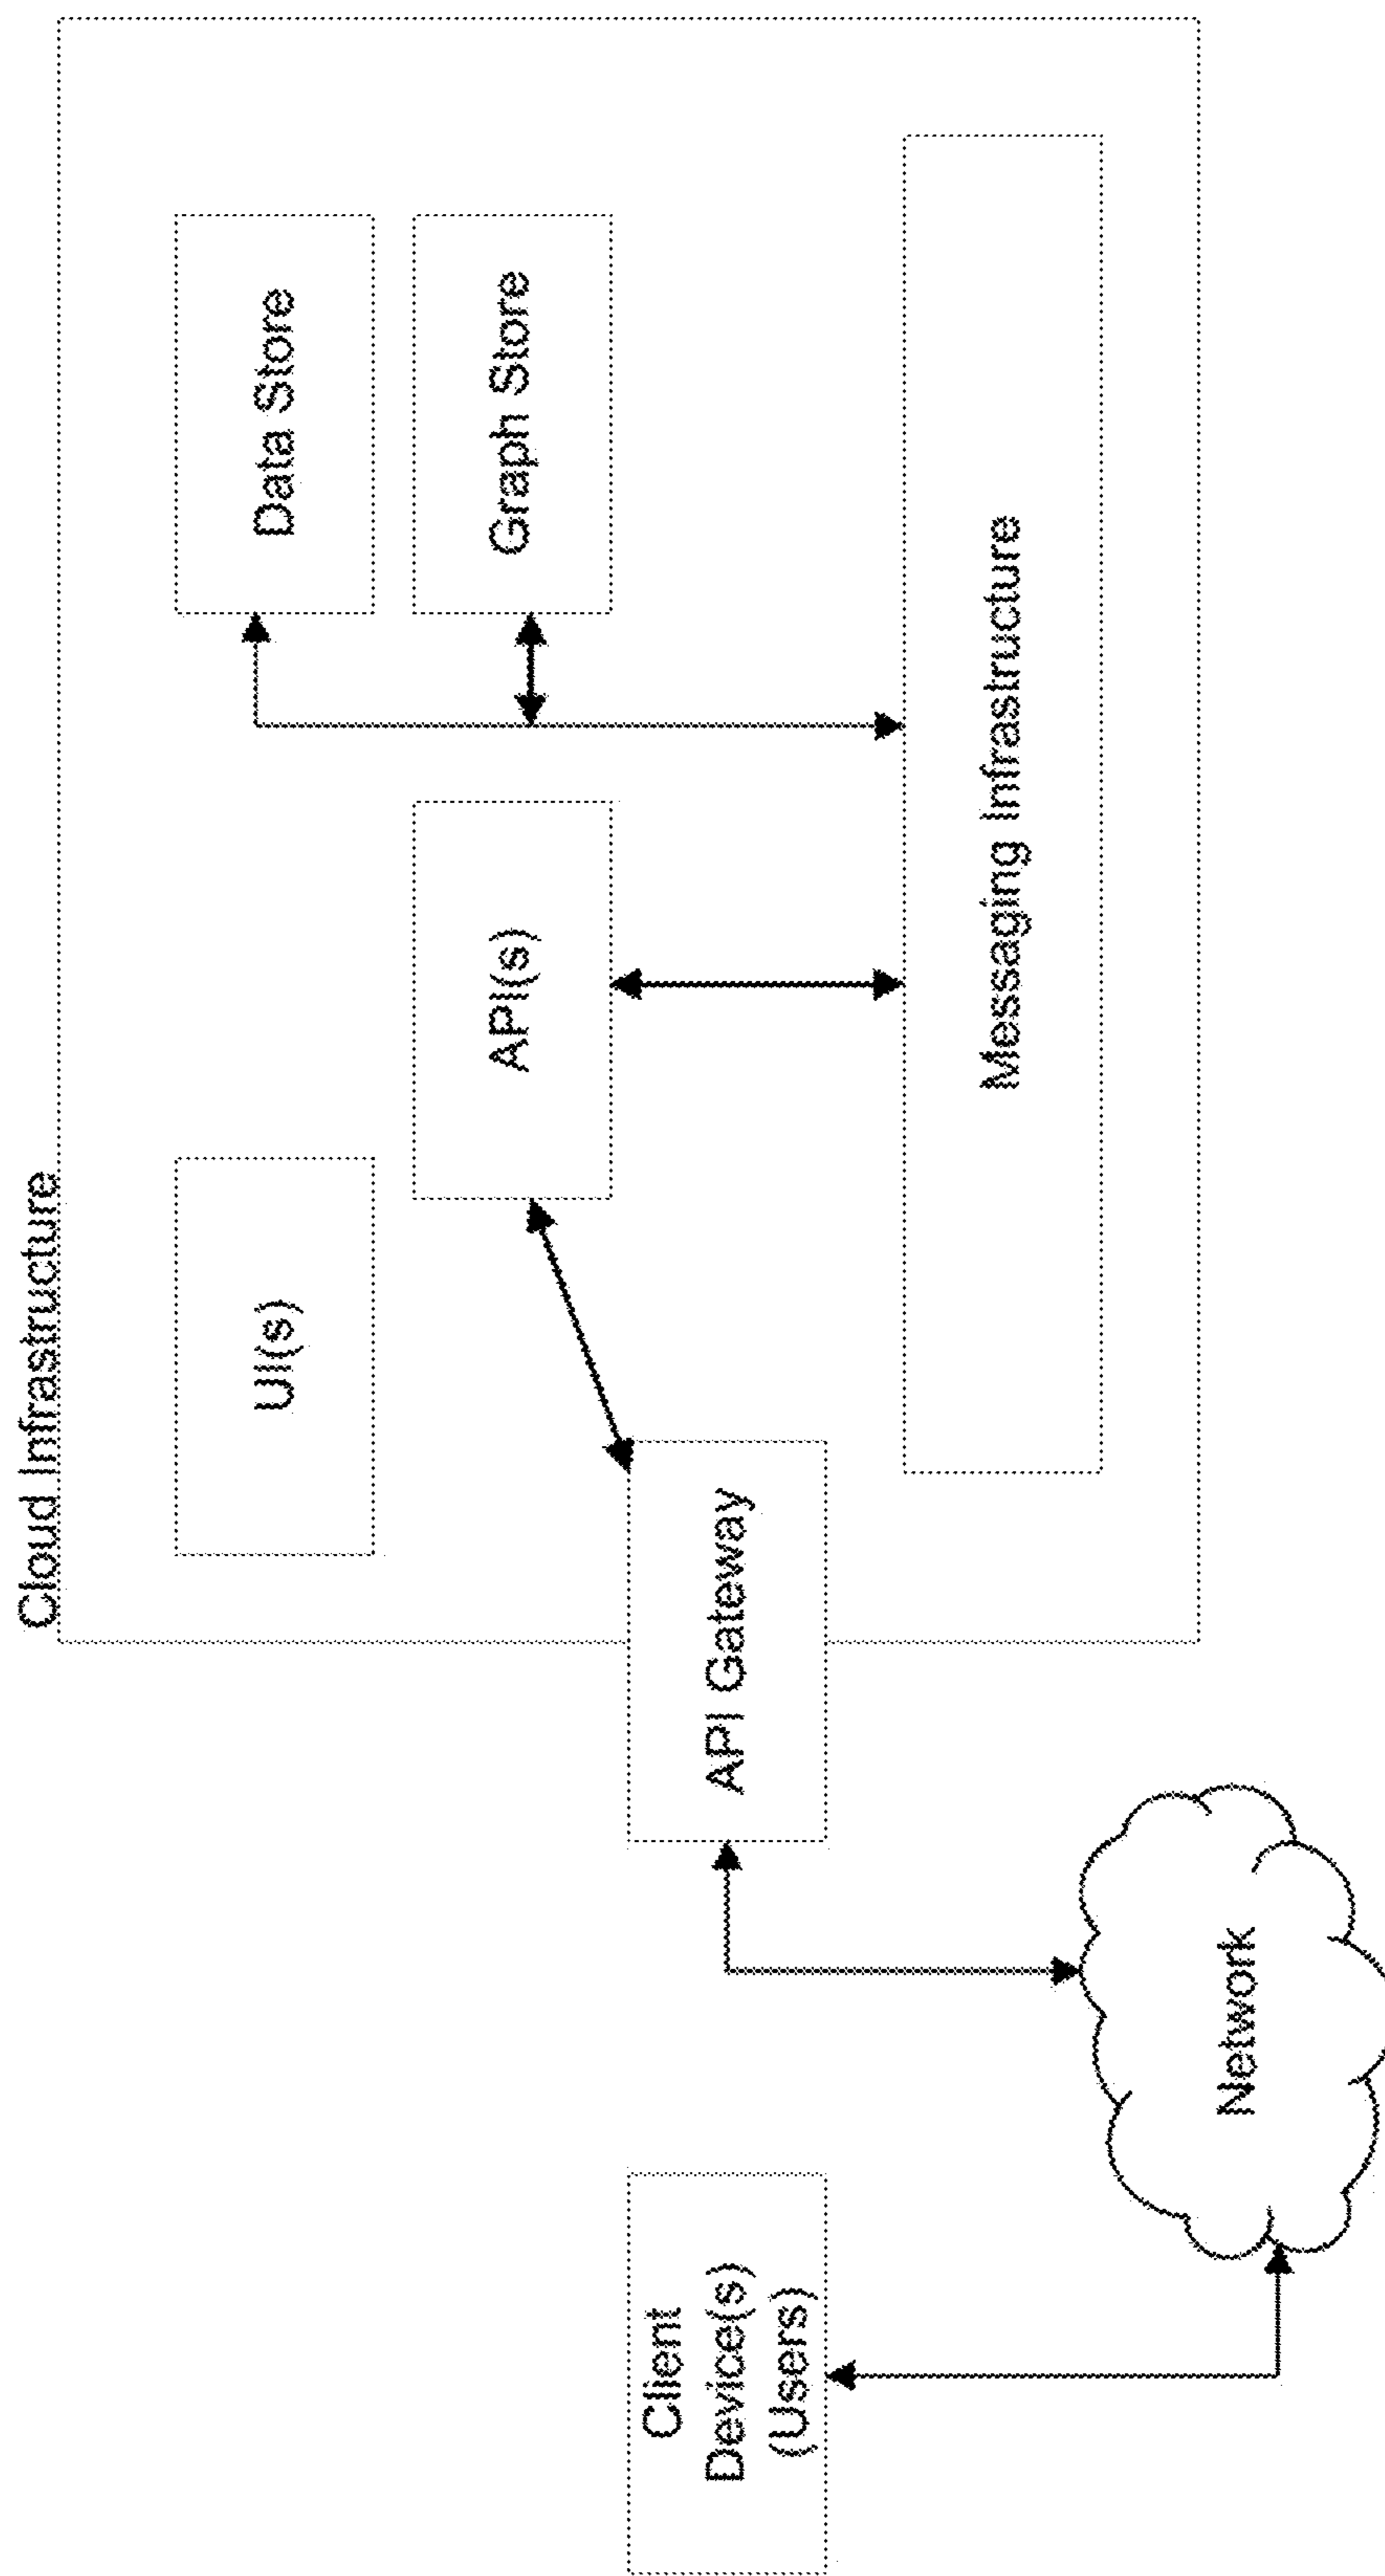 Cloud Infrastructure
UI(s)
Data Store
API(s)
Graph Store
Client
Device(s)
(Users)
API Gateway
Messaging Infrastructure
Network